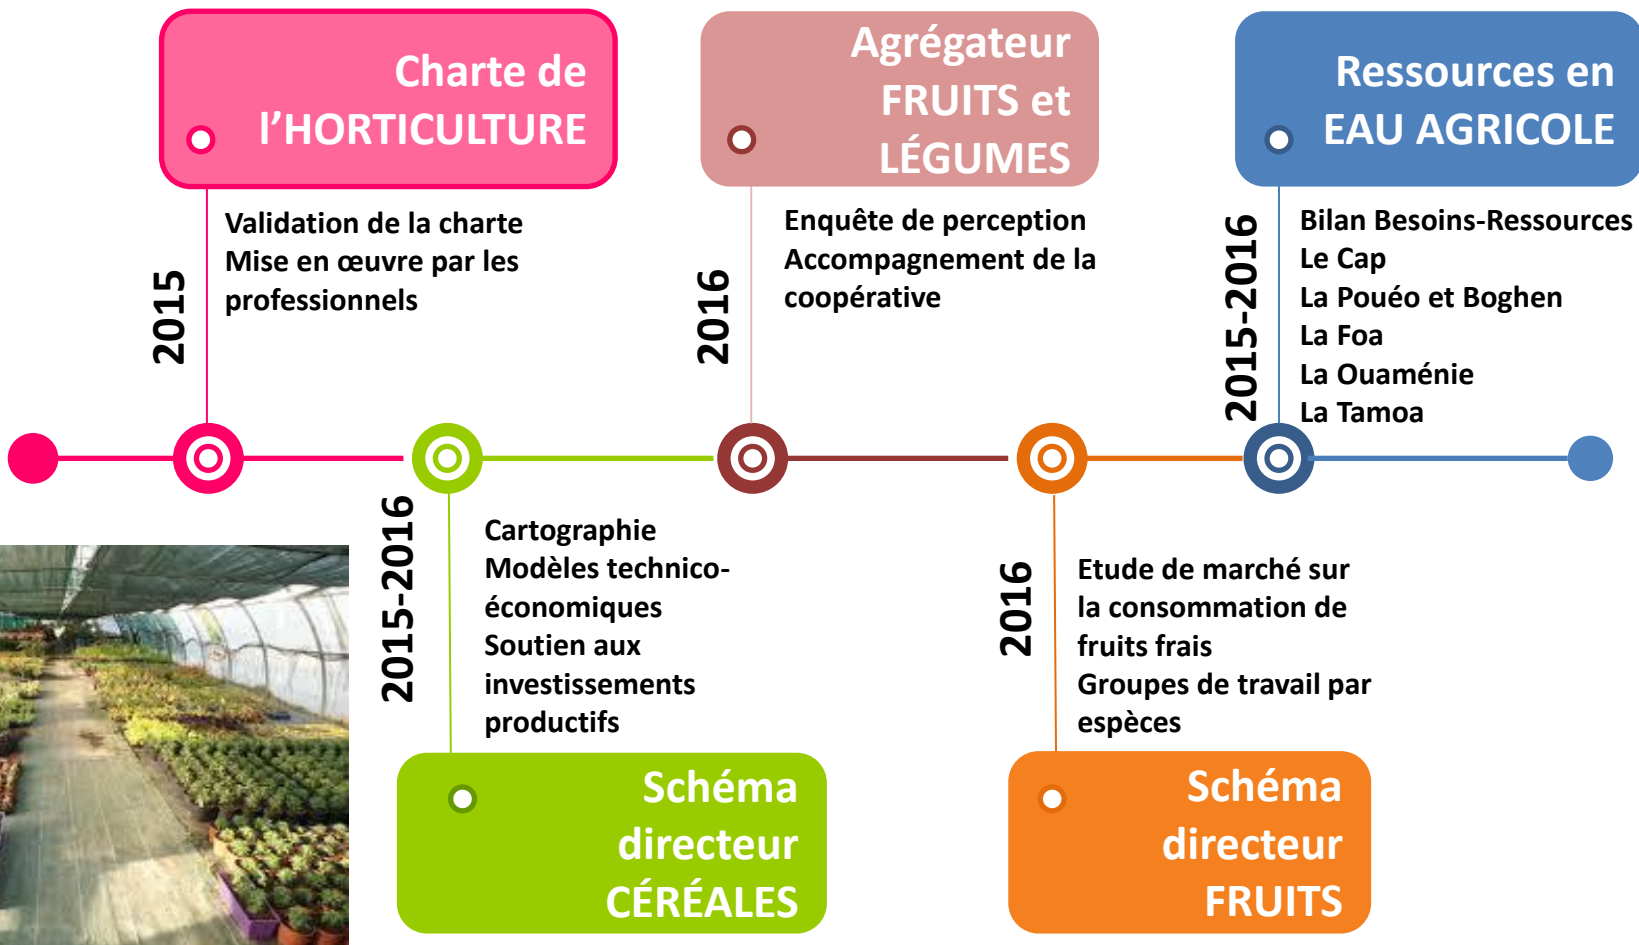 Charte de
l’HORTICULTURE
2015
Validation de la charte
Mise en œuvre par les
professionnels
Agrégateur
FRUITS et
LÉGUMES
2016
Enquête de perception
Accompagnement de la
coopérative
Ressources en
EAU AGRICOLE
2015-2016
Bilan Besoins-Ressources
Le Cap
La Pouéo et Boghen
La Foa
La Ouaménie
La Tamoa
2015-2016
Cartographie
Modèles technico-
économiques
Soutien aux
investissements
productifs
Schéma
directeur
CÉRÉALES
2016
Etude de marché sur
la consommation de
fruits frais
Groupes de travail par
espèces
Schéma
directeur
FRUITS